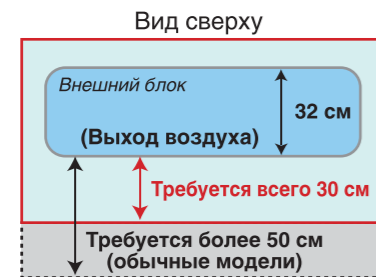 Вид сверху
Внешний блок
32 см
(Выход воздуха)
Требуется всего 30 см
Требуется более 50 см
(обычные модели)